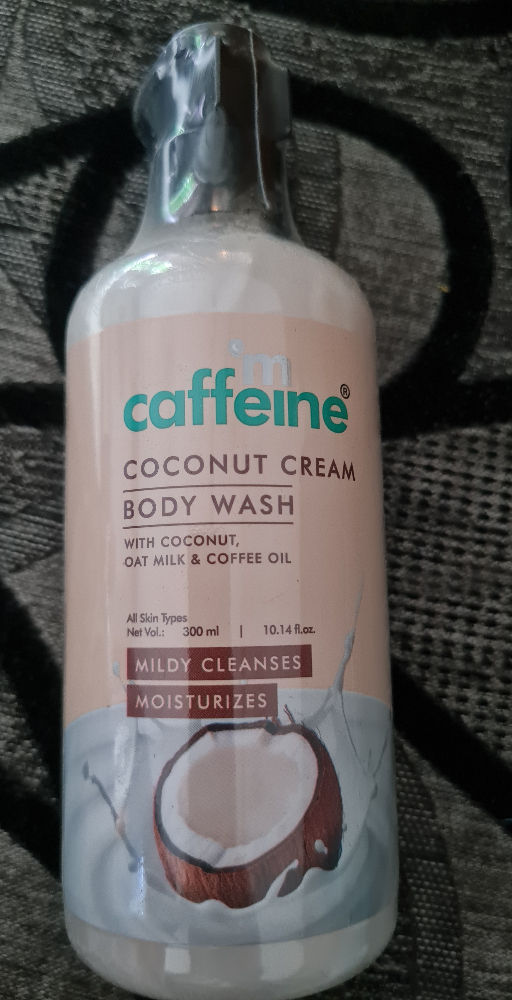 'm
caffeine®
COCONUT CREAM
BODY WASH
WITH COCONUT,
OAT MILK & COFFEE OIL
All Skin Types
Net Vol.: 300 ml | 10.14 fl.oz.
MILDY CLEANSES
MOISTURIZES